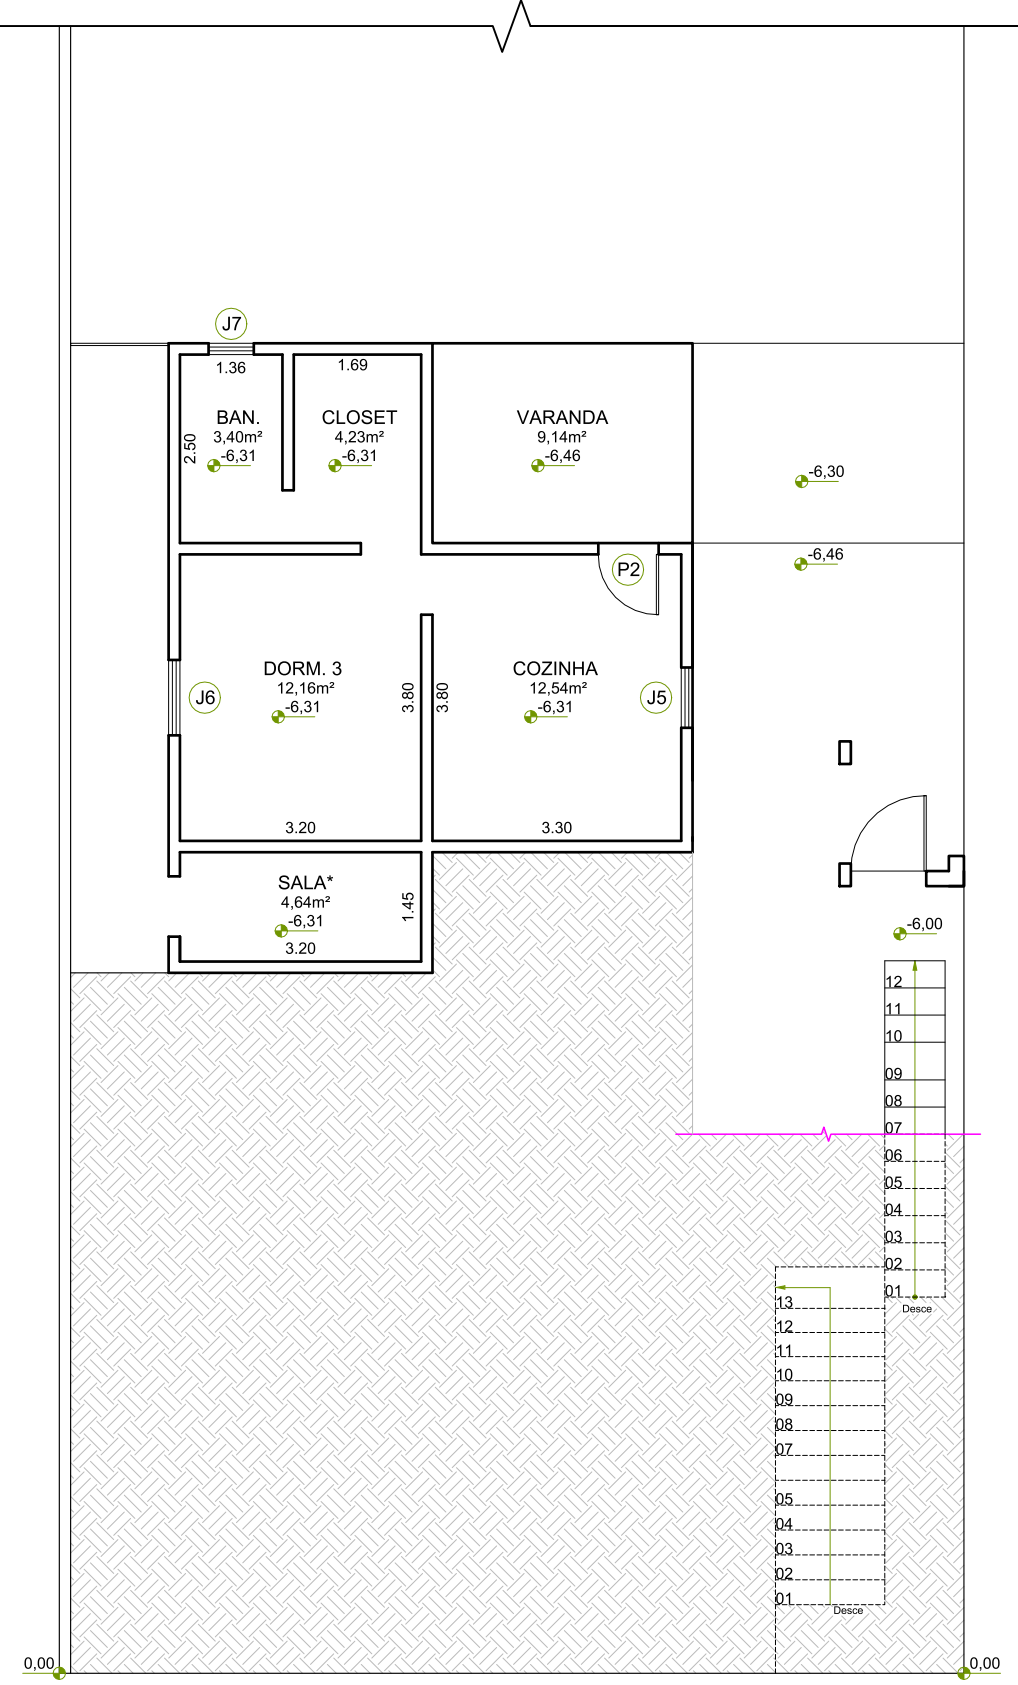 J7
1.36
1.69
BAN.
3,40m²
-6,31
2.50
CLOSET
4,23m²
-6,31
VARANDA
9,14m²
-6,46
-6,30
-6,46
P2
DORM. 3
12,16m²
-6,31
J6
3.80
3.80
COZINHA
12,54m²
-6,31
J5
3.20
3.30
SALA*
4,64m²
-6,31
3.20
1.45
-6,00
12
11
10
09
08
07
06
05
04
03
02
01
Desce
13
12
11
10
09
08
07
05
04
03
02
01
Desce
0,00
0,00